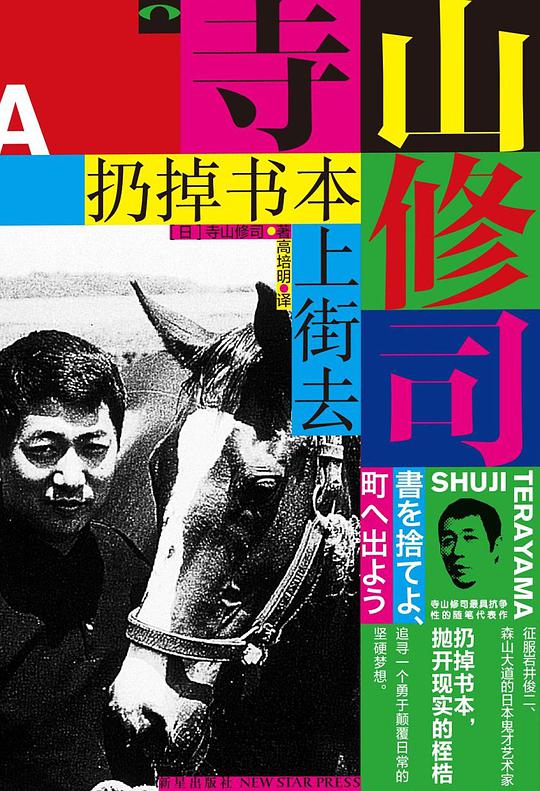 寺山修司
A
扔掉书本
上街去
[日]寺山修司●著
高培明●译
書を捨てよ、
町へ出よう
SHUJI
TERAYAMA
寺山修司最具抗争
性的随笔代表作
征服岩井俊二、
森山大道的日本鬼才艺术家
扔掉书本，
抛开现实的桎梏
追寻一个勇于颠覆日常的
坚硬梦想。
新星出版社 NEW STAR PRESS